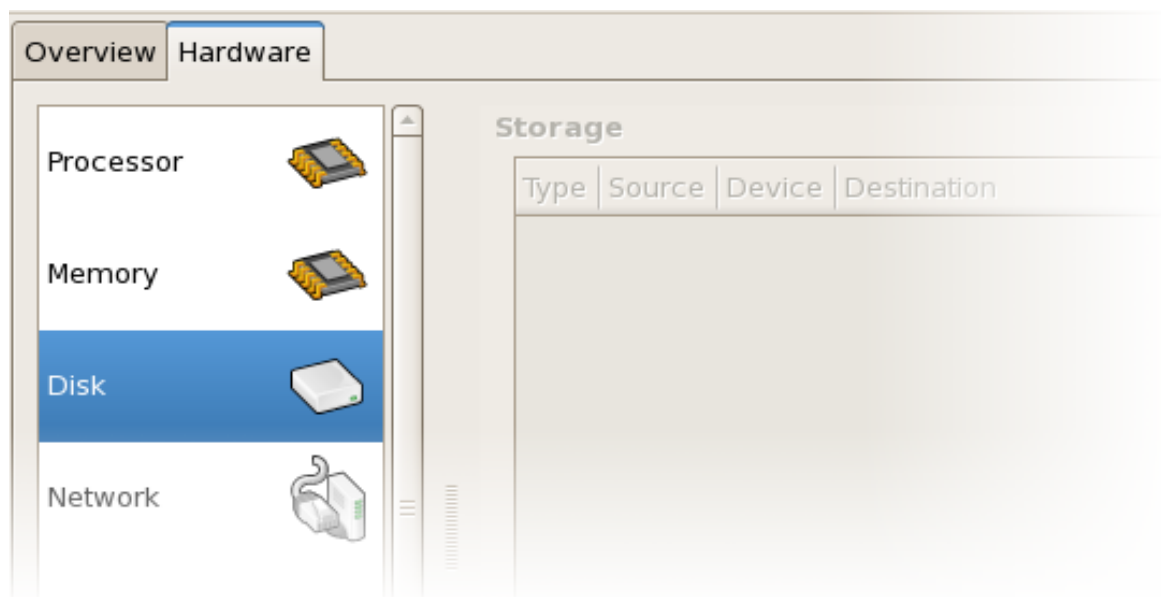 Overview Hardware
Processor
Memory
Disk
Network
Storage
Type Source Device Destination